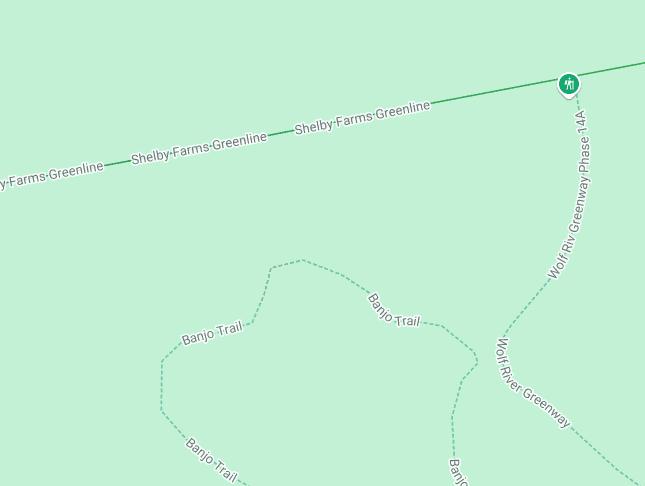 Shelby Farms Greenline
Shelby Farms Greenline
y Farms Greenline
Wolf Riv Greenway Phase 14A
Banjo Trail
Banjo Trail
Wolf River Greenway
Banjo Trail
Banjo